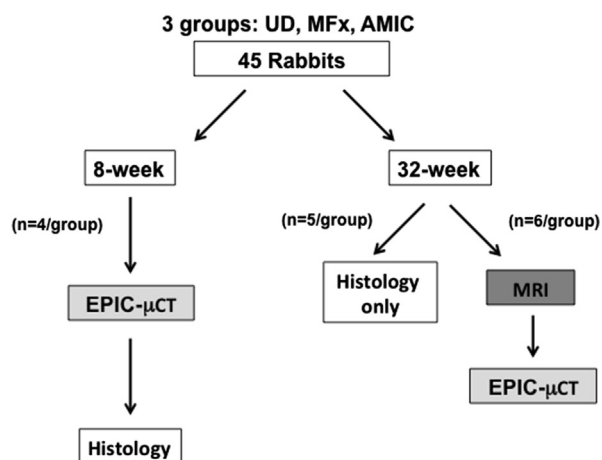 3 groups: UD, MFx, AMIC
45 Rabbits
8-week
32-week
(n=4/group)
(n=5/group)
(n=6/group)
Histology
only
MRI
EPIC-μCT
EPIC-μCT
Histology